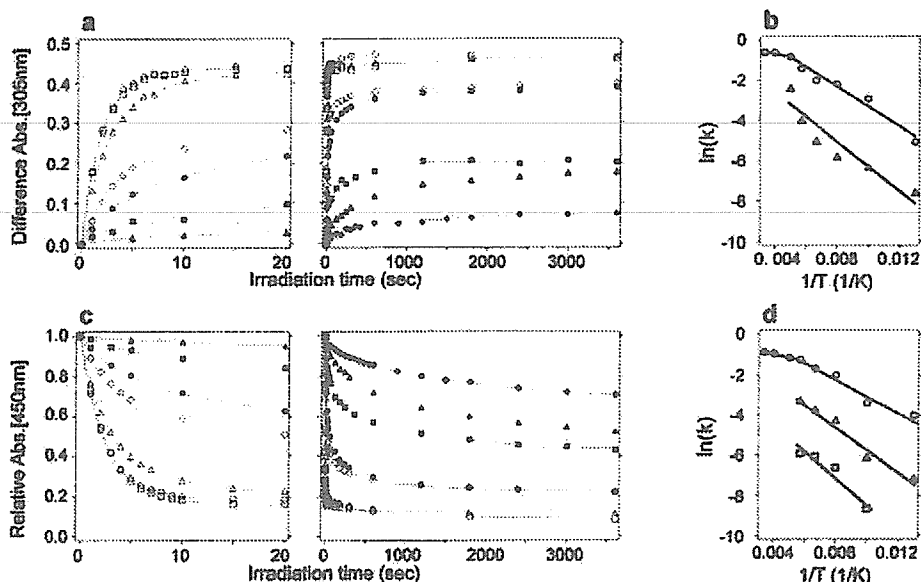 a
b
Difference Abs.[305nm]
0.5
0.4
0.3
0.2
0.1
0.0
0 10 20 0 1000 2000 3000
Irradiation time (sec)
ln(k)
0
-2
-4
-6
-8
-10
0.004 0.008 0.012
1/T (1/K)
c
d
Relative Abs.[450nm]
1.0
0.8
0.6
0.4
0.2
0.0
0 10 20 0 1000 2000 3000
Irradiation time (sec)
ln(k)
0
-2
-4
-6
-8
-10
0.004 0.008 0.012
1/T (1/K)